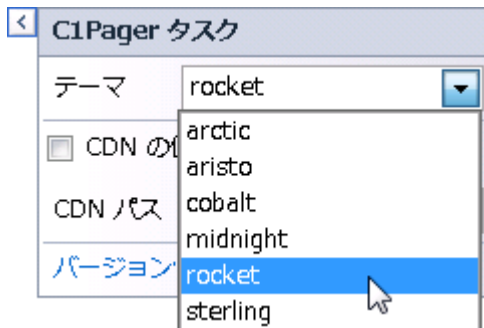 C1Pager タスク
テーマ rocket
arctic
CDN の
aristo
CDN パス cobalt
midnight
バージョン rocket
sterling